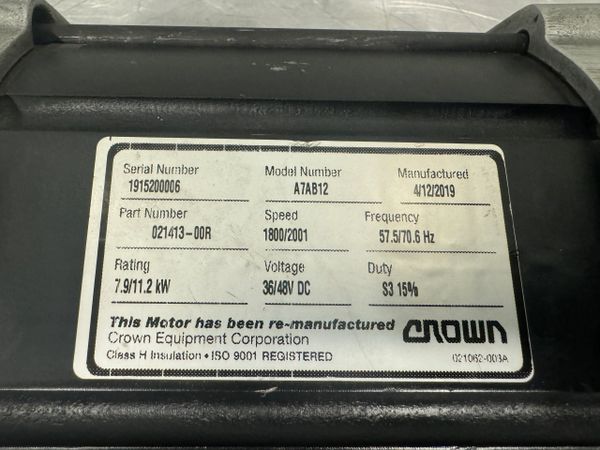 Serial Number Model Number Manufactured
1915200006 A7AB12 4/12/2019
Part Number Speed Frequency
021413-00R 1800/2001 57.5/70.6 Hz
Rating Voltage Duty
7.9/11.2 kW 36/48V DC S3 15%
This Motor has been re-manufactured CROWN
Crown Equipment Corporation
Class H Insulation • ISO 9001 REGISTERED 021062-003A